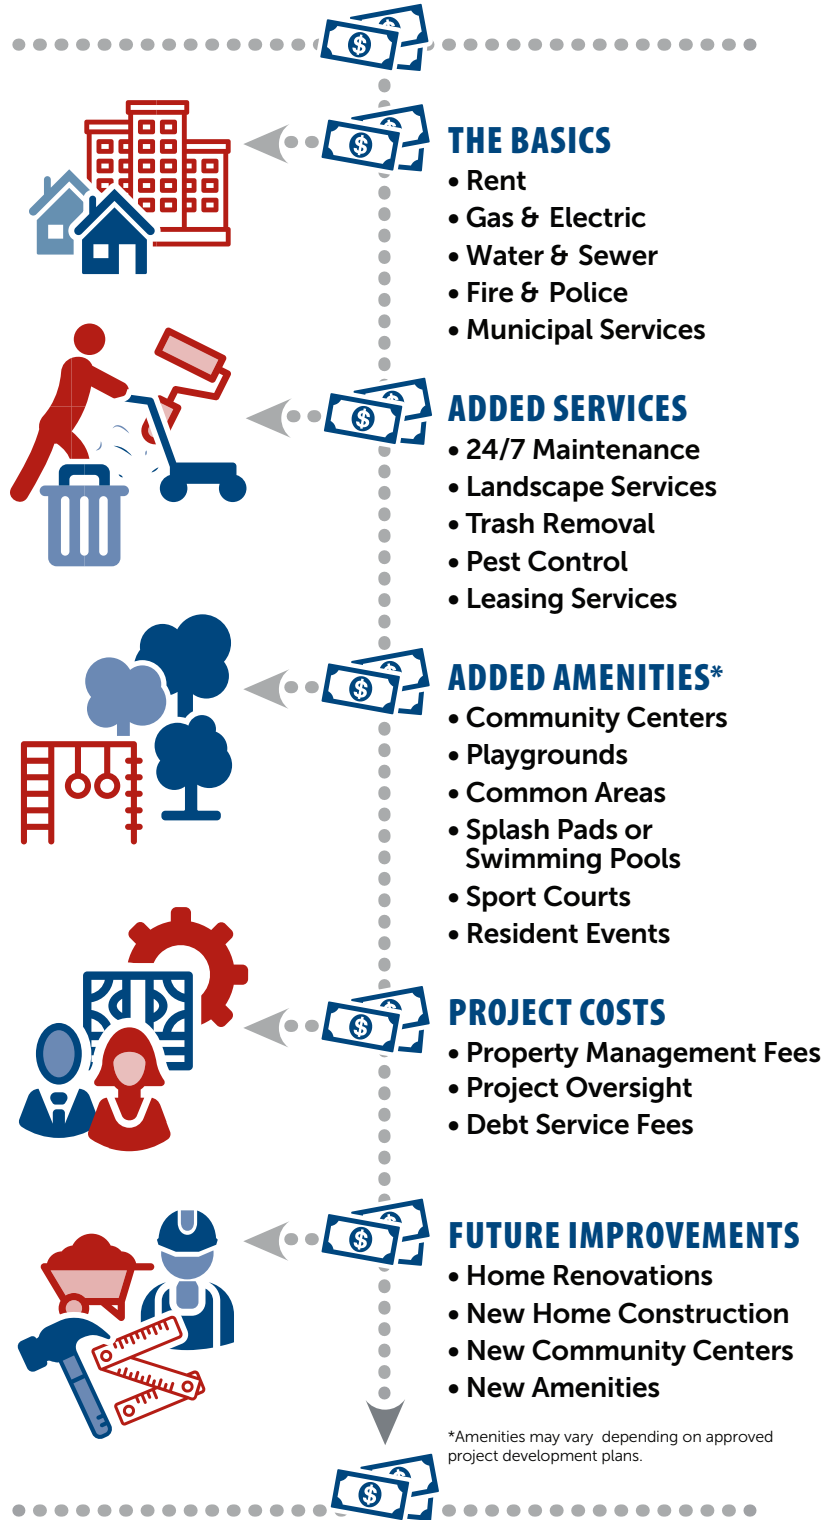 $
$
THE BASICS
• Rent
• Gas & Electric
• Water & Sewer
• Fire & Police
• Municipal Services
$
ADDED SERVICES
• 24/7 Maintenance
• Landscape Services
• Trash Removal
• Pest Control
• Leasing Services
$
ADDED AMENITIES*
• Community Centers
• Playgrounds
• Common Areas
• Splash Pads or
Swimming Pools
• Sport Courts
• Resident Events
$
PROJECT COSTS
• Property Management Fees
• Project Oversight
• Debt Service Fees
$
FUTURE IMPROVEMENTS
• Home Renovations
• New Home Construction
• New Community Centers
• New Amenities
*Amenities may vary depending on approved
project development plans.
$